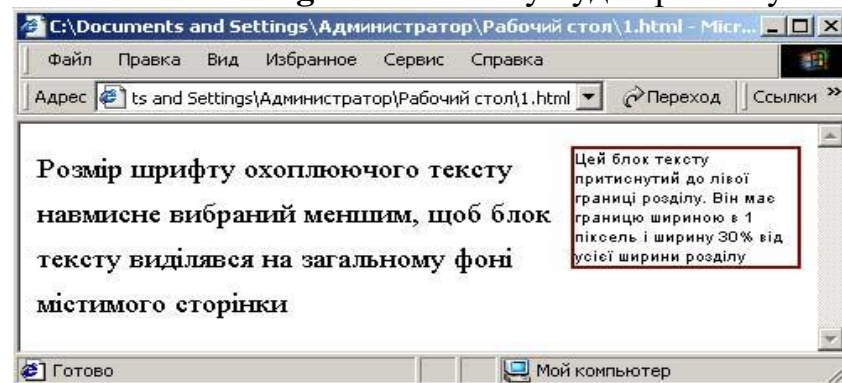 C:\Documents and Settings\Администратор\Рабочий стол\1.html - Micr...
Файл Правка Вид Избранное Сервис Справка
Адрес ts and Settings\Администратор\Рабочий стол\1.html Переход Ссылки »
Розмір шрифту охоплюючого тексту
навмисне вибраний меншим, щоб блок
тексту виділявся на загальному фоні
містимого сторінки
Цей блок тексту
притиснутий до лівої
границі розділу. Він має
границю шириною в 1
піксель і ширину 30% від
усієї ширини розділу
Готово Мой компьютер